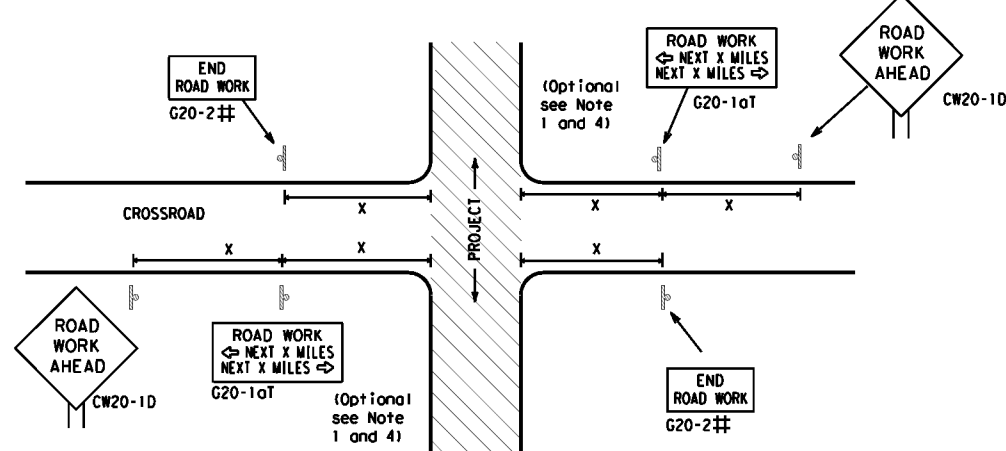 END
ROAD WORK
G20-2#
(Optional
see Note
1 and 4)
ROAD WORK
⇦ NEXT X MILES
NEXT X MILES ⇨
G20-1aT
ROAD
WORK
AHEAD
CW20-1D
X
X
X
CROSSROAD
PROJECT
X
X
X
ROAD
WORK
AHEAD
CW20-1D
ROAD WORK
⇦ NEXT X MILES
NEXT X MILES ⇨
G20-1aT
(Optional
see Note
1 and 4)
END
ROAD WORK
G20-2#